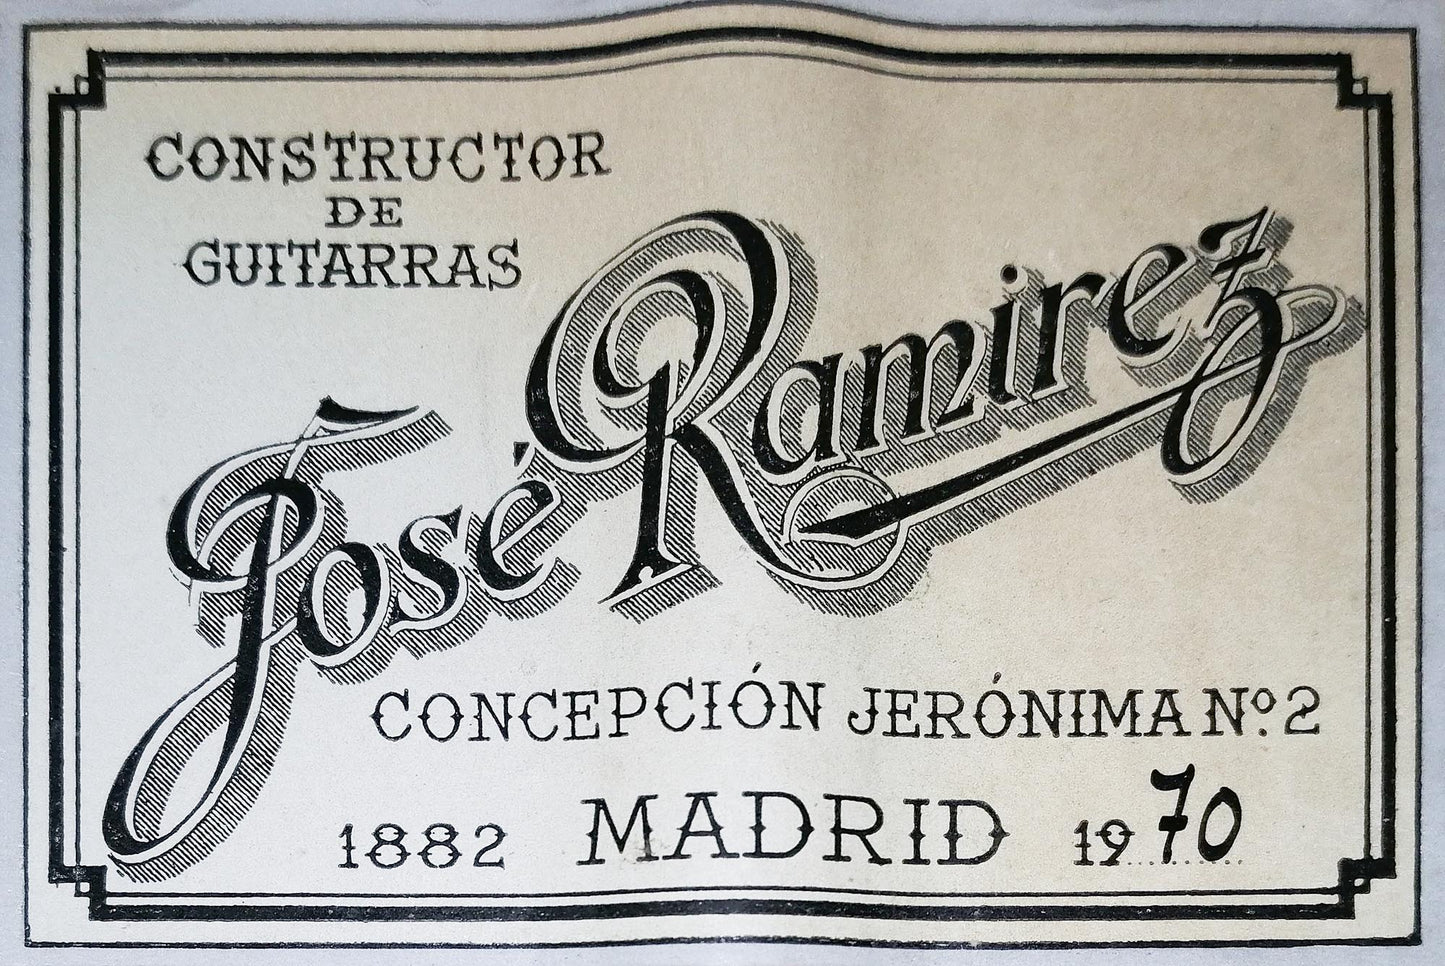 CONSTRUCTOR
DE
GUITARRAS
José Ramirez
CONCEPCIÓN JERÓNIMA Nº. 2
1882 MADRID 1970